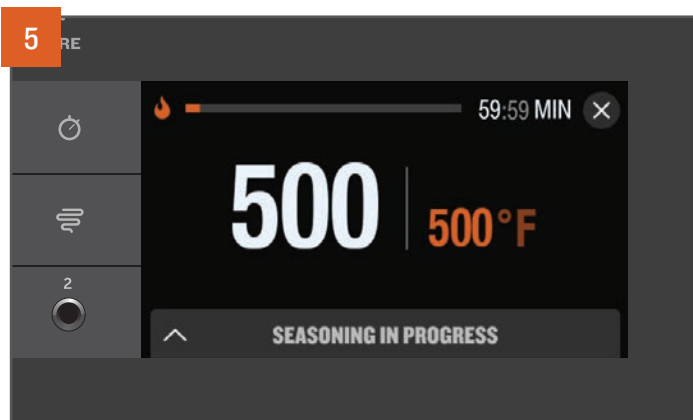 5
RE
59:59 MIN
500 500°F
2
SEASONING IN PROGRESS